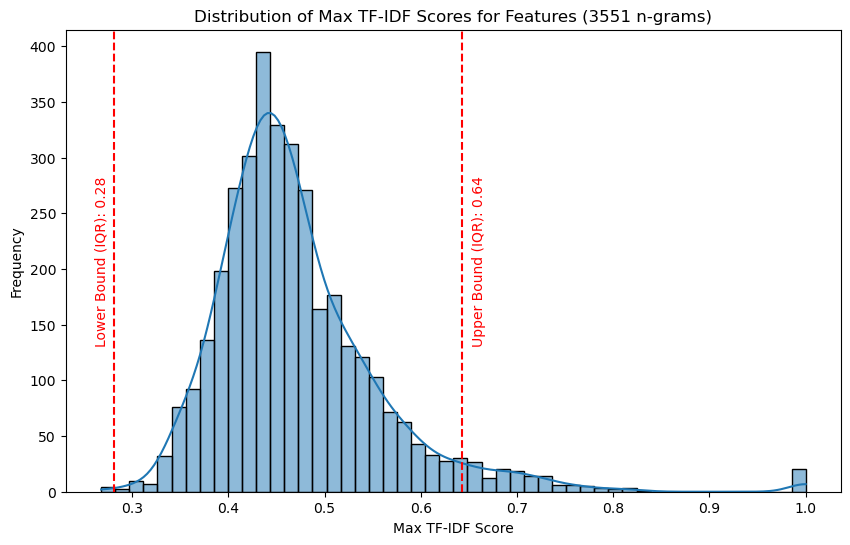 Distribution of Max TF-IDF Scores for Features (3551 n-grams)
Frequency
400
350
300
250
200
150
100
50
0
Lower Bound (IQR): 0.28
Upper Bound (IQR): 0.64
0.3 0.4 0.5 0.6 0.7 0.8 0.9 1.0
Max TF-IDF Score